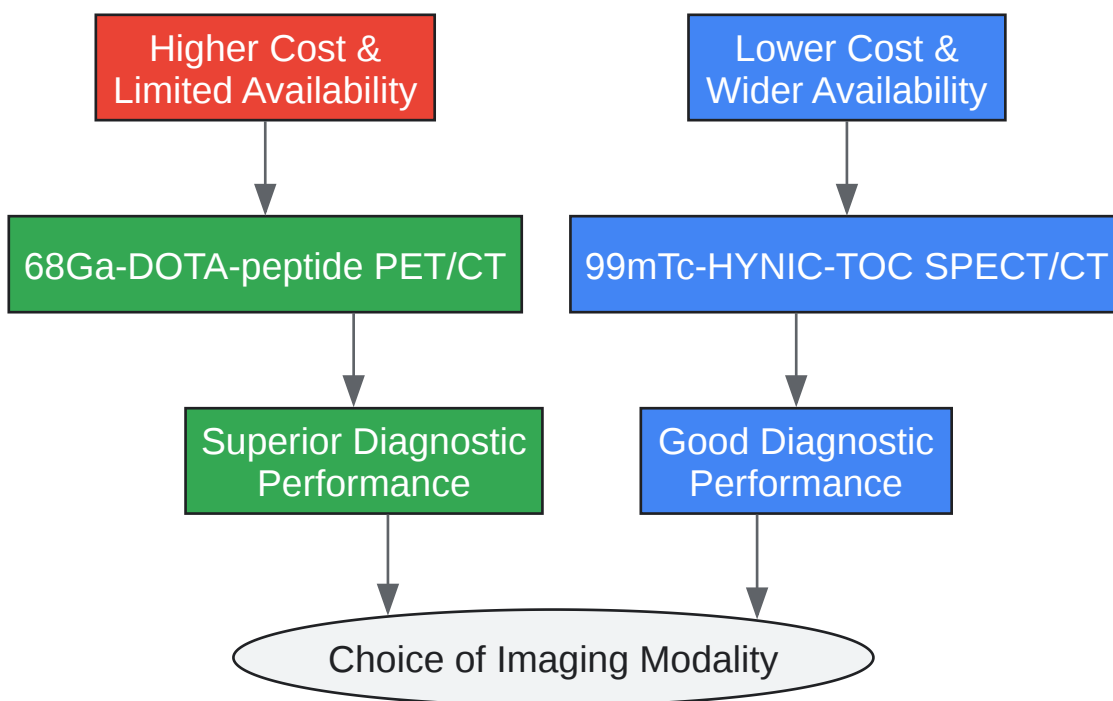 Higher Cost &
Limited Availability
Lower Cost &
Wider Availability
68Ga-DOTA-peptide PET/CT
99mTc-HYNIC-TOC SPECT/CT
Superior Diagnostic
Performance
Good Diagnostic
Performance
Choice of Imaging Modality